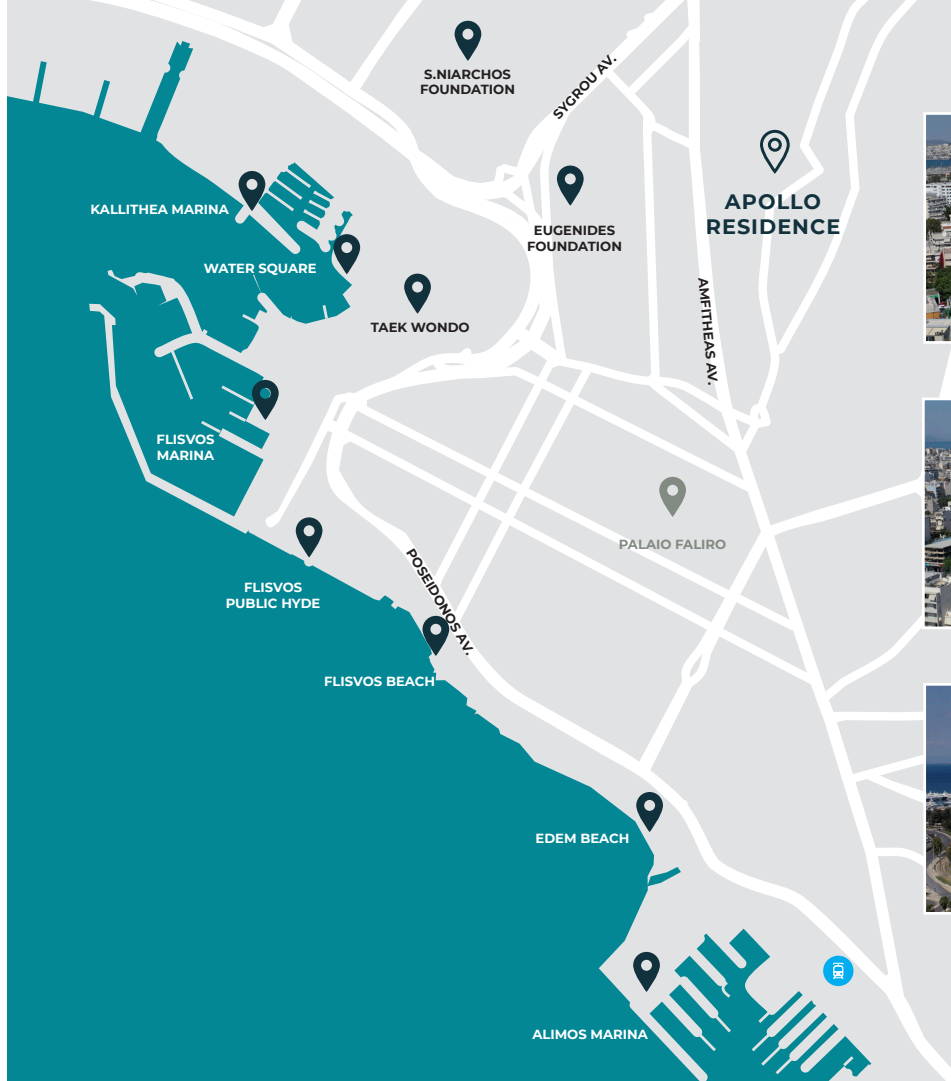 S.NIARCHOS
FOUNDATION
SYGROU AV.
APOLLO
RESIDENCE
KALLITHEA MARINA
EUGENIDES
FOUNDATION
WATER SQUARE
TAEK WONDO
AMFITHEAS AV.
FLISVOS
MARINA
PALAIO FALIRO
FLISVOS
PUBLIC HYDE
POSEIDONOS AV.
FLISVOS BEACH
EDEM BEACH
ALIMOS MARINA